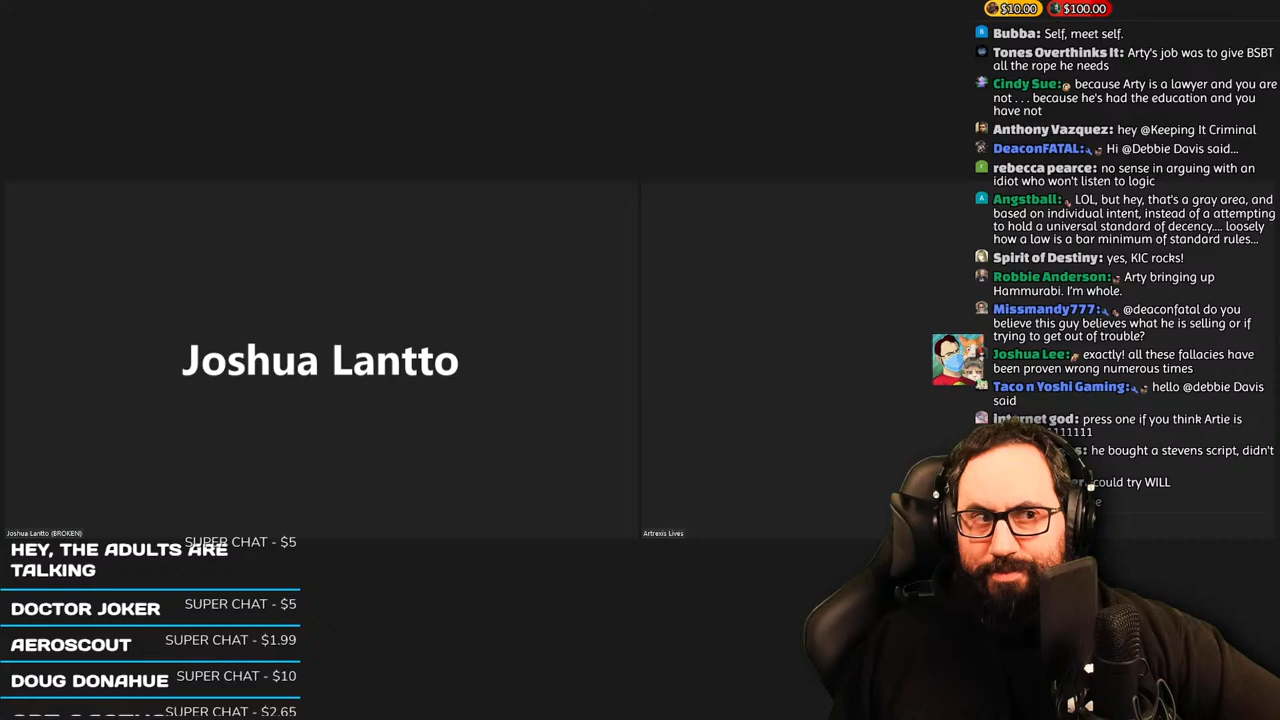 $10.00 $100.00
Bubba: Self, meet self.
Tones Overthinks It: Arty's job was to give BSBT
all the rope he needs
Cindy Sue: because Arty is a lawyer and you are
not . . . because he's had the education and you
have not
Anthony Vazquez: hey @Keeping It Criminal
DeaconFATAL: Hi @Debbie Davis said...
rebecca pearce: no sense in arguing with an
idiot who won't listen to logic
Angstball: LOL, but hey, that's a gray area, and
based on individual intent, instead of a attempting
to hold a universal standard of decency.... loosely
how a law is a bar minimum of standard rules...
Spirit of Destiny: yes, KIC rocks!
Robbie Anderson: Arty bringing up
Hammurabi. I'm whole.
Missmandy777: @deaconfatal do you
believe this guy believes what he is selling or if
trying to get out of trouble?
Joshua Lee: exactly! all these fallacies have
been proven wrong numerous times
Taco n Yoshi Gaming: hello @debbie Davis
said
internet god: press one if you think Artie is
he bought a stevens script, didn't
could try WILL
Joshua Lantto
Joshua Lantto (BROKEN)
Artrexis Lives
HEY, THE ADULTS ARE
TALKING
SUPER CHAT - $5
DOCTOR JOKER SUPER CHAT - $5
AEROSCOUT SUPER CHAT - $1.99
DOUG DONAHUE SUPER CHAT - $10
SUPER CHAT - $2.65